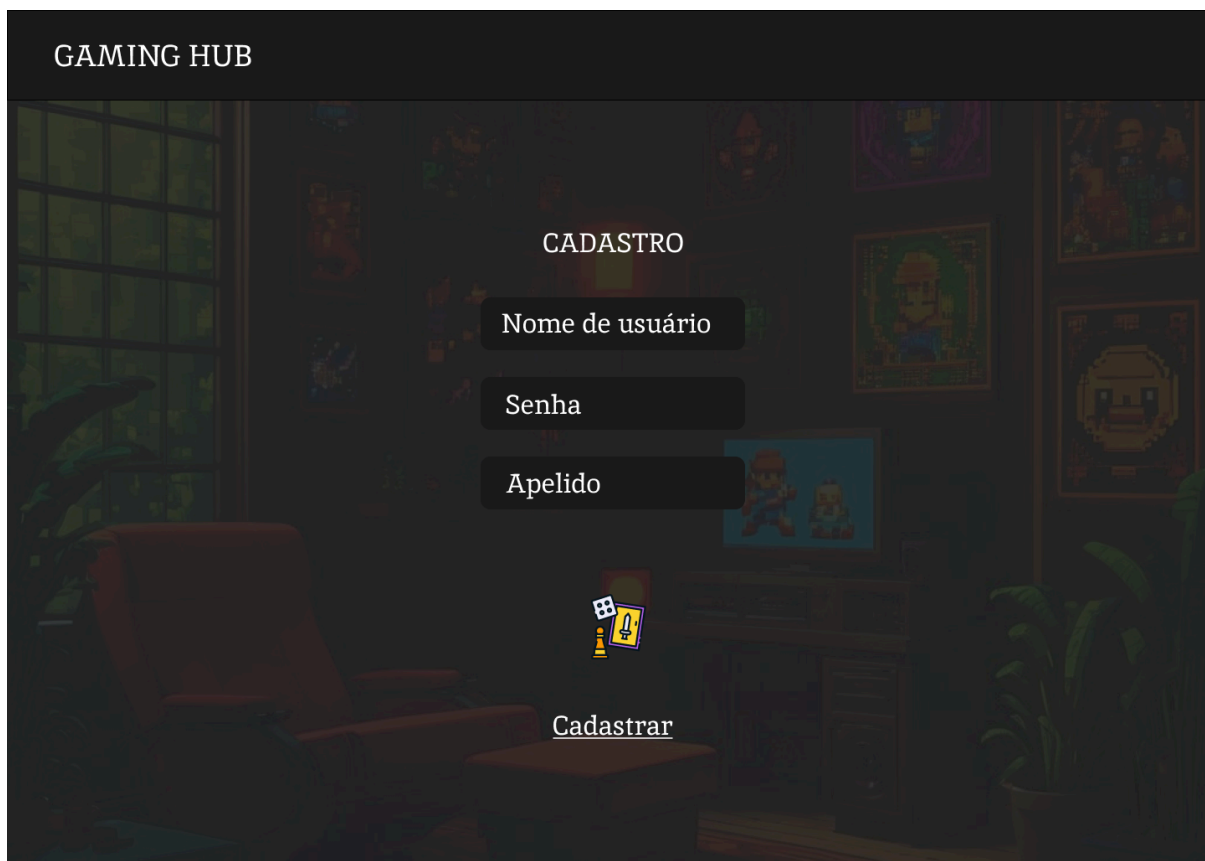 GAMING HUB
CADASTRO
Nome de usuário
Senha
Apelido
Cadastrar